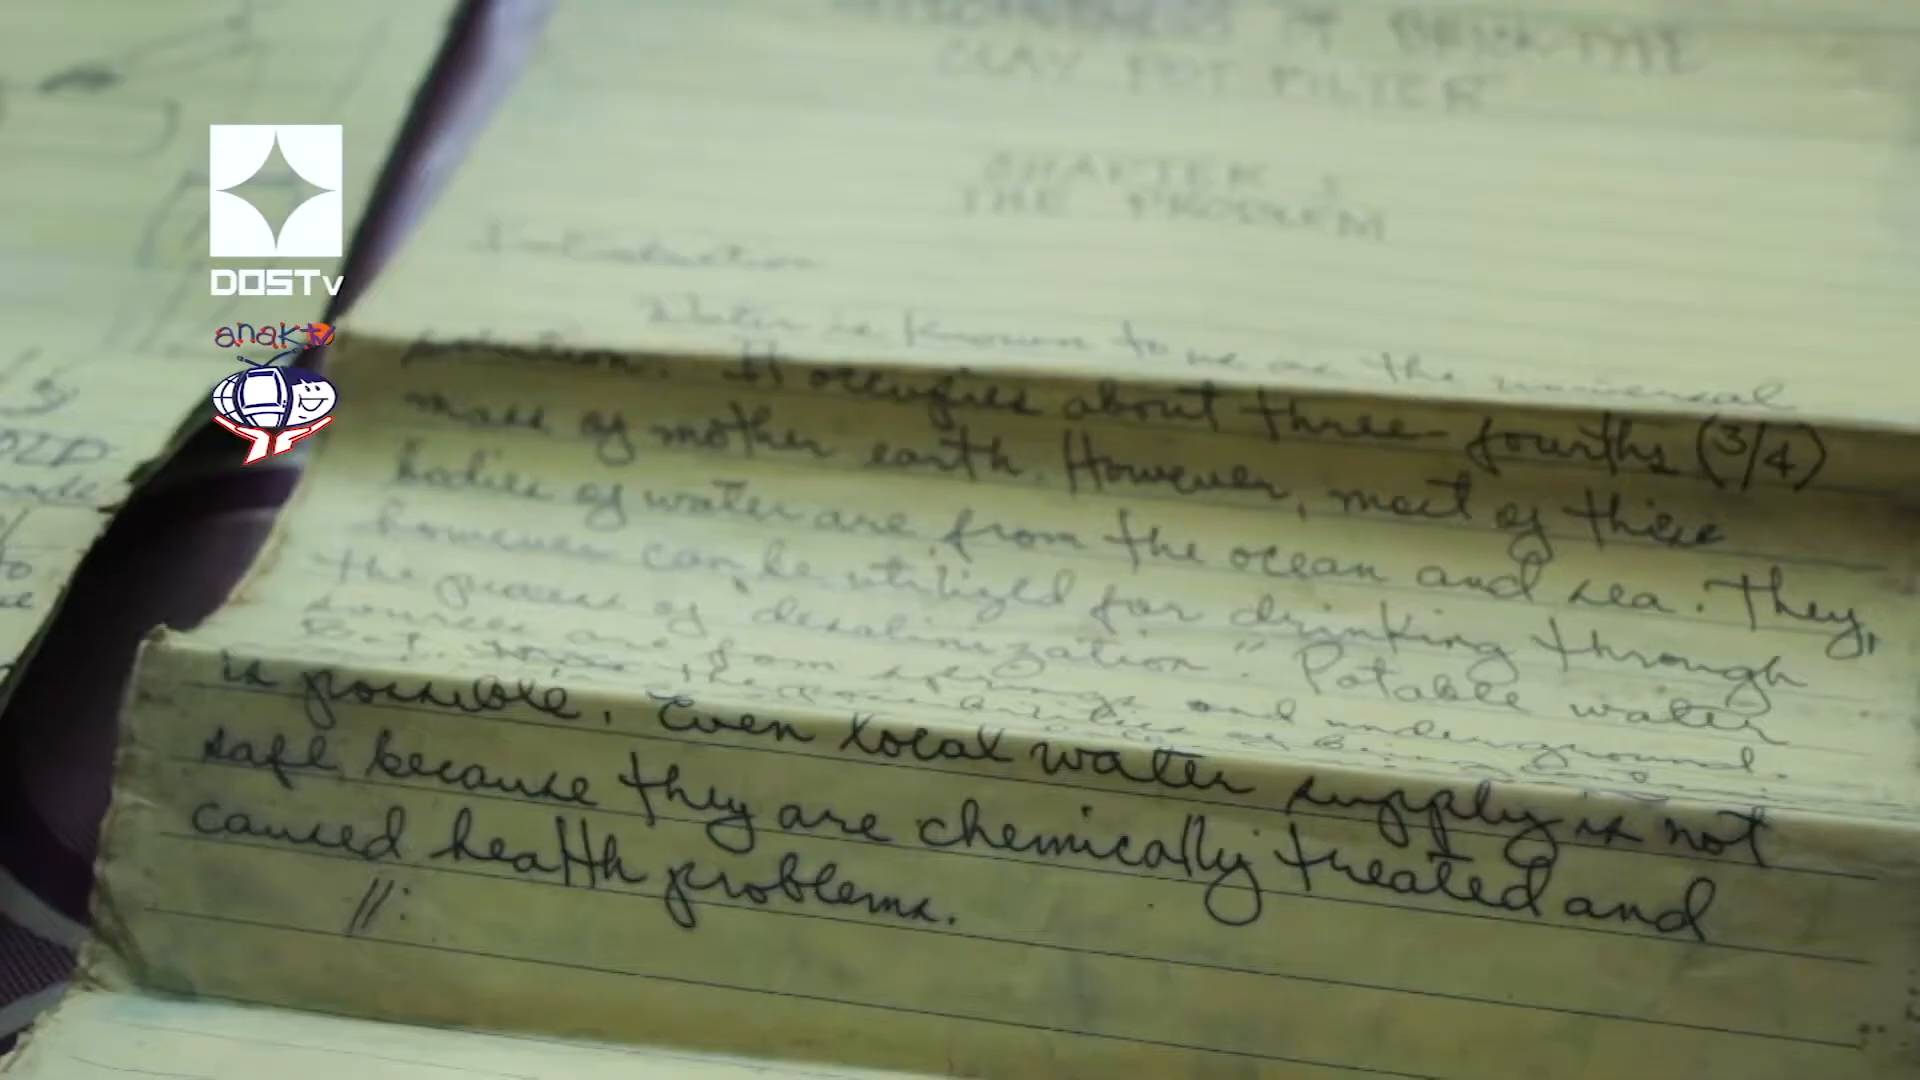 DOSTv
anaktv
BRICK-TYPE
CLAY POT FILTER
CHAPTER I
THE PROBLEM
Introduction
Water is known to us as the universal
solution. It occupies about three fourths (3/4)
mass of mother earth. However, most of these
bodies of water are from the ocean and sea. They,
however can be utilized for drinking through
the process of "desalinization". Potable water
sources are from springs and underground.
is possible. Even local water supply is not
safe because they are chemically treated and
caused health problems.
//: